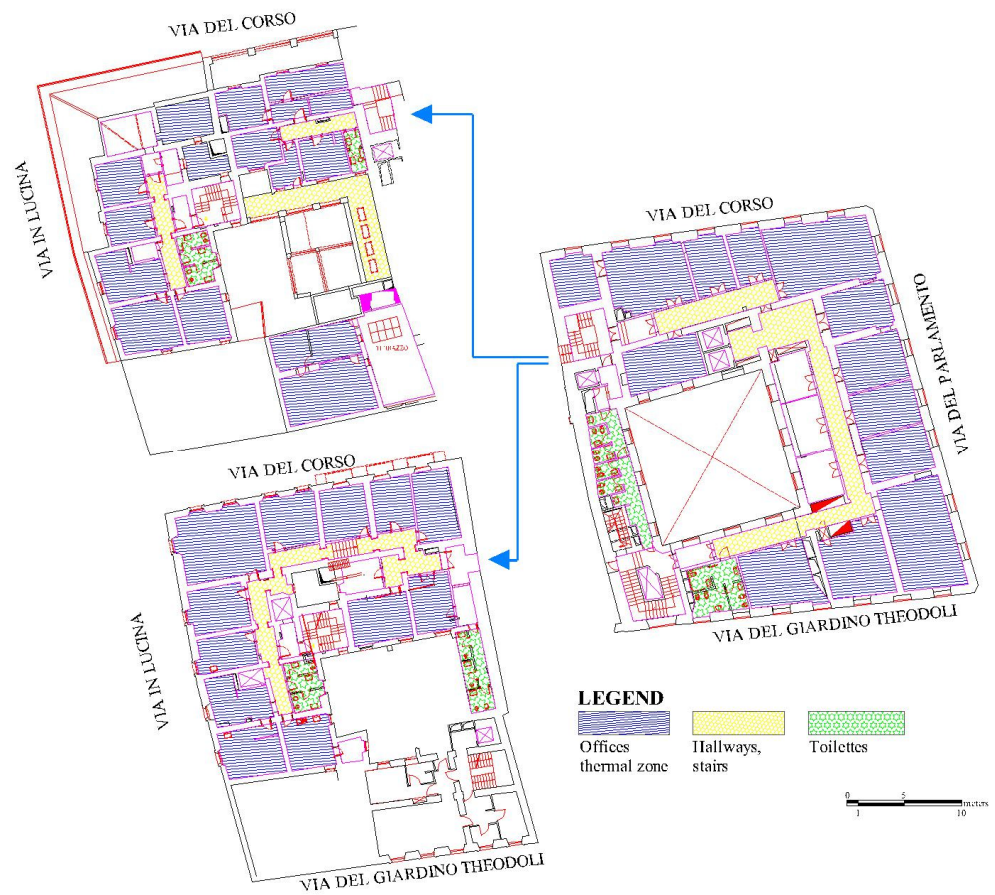 VIA DEL CORSO
VIA IN LUCINA
TERRAZZO
VIA DEL CORSO
VIA DEL PARLAMENTO
VIA DEL GIARDINO THEODOLI
VIA DEL CORSO
VIA IN LUCINA
VIA DEL GIARDINO THEODOLI
LEGEND
Offices thermal zone
Hallways, stairs
Toilettes
0 5 meters
1 10